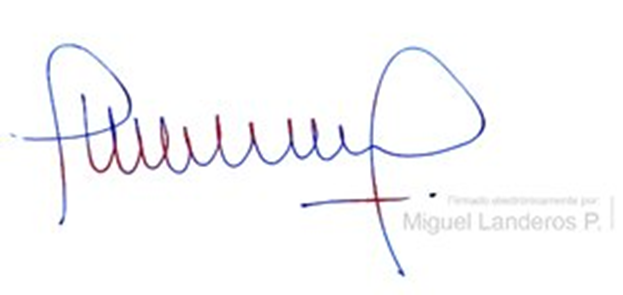 Firmado electrónicamente por:
Miguel Landeros P.